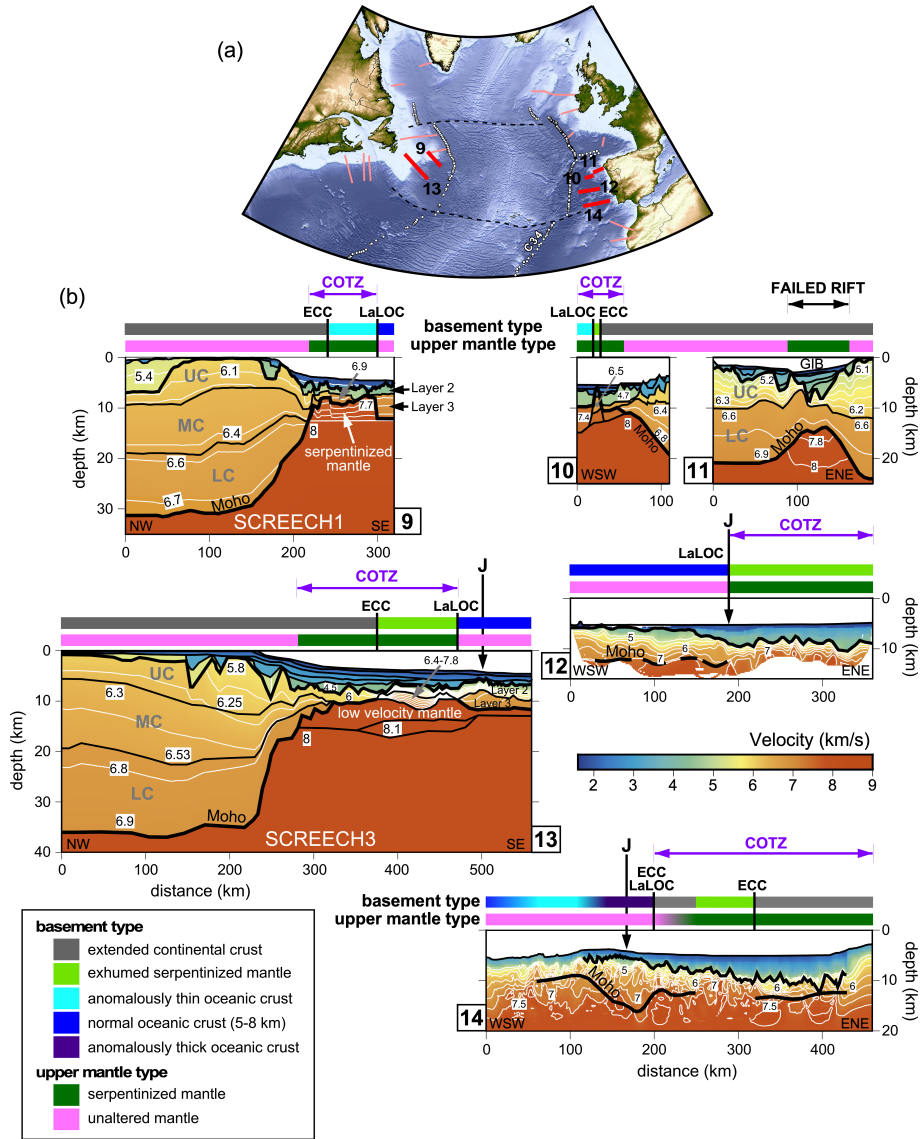 (a)
9
13
11
10
12
14
C34
(b)
COTZ
ECC LaLOC
COTZ
LaLOC ECC
FAILED RIFT
basement type
upper mantle type
0
10
20
30
depth (km)
5.4
UC
6.1
MC
6.4
6.6
LC
6.7
Moho
8
7.7
6.9
Layer 2
Layer 3
serpentinized
mantle
SCREECH1
NW
SE
9
0 100 200 300
6.5
4.7
7.4
6.4
8
6.8
Moho
10
WSW
0 100
GIB
5.2
5.1
UC
6.3
6.2
6.6
6.6
LC
6.9
Moho
7.8
8
11
ENE
0 100
0
10
20
depth (km)
J
COTZ
LaLOC
0
10
depth (km)
5
Moho
7
6
7
6
12
WSW
ENE
0 100 200 300
J
COTZ
ECC LaLOC
0
10
20
30
40
depth (km)
UC
5.8
6.3
6.25
MC
6.53
6.8
LC
6.9
Moho
4.5
6
6.4-7.8
Layer 2
Layer 3
low velocity mantle
8
8.1
SCREECH3
NW
SE
13
0 100 200 300 400 500
distance (km)
Velocity (km/s)
2 3 4 5 6 7 8 9
J
COTZ
ECC
LaLOC
ECC
basement type
upper mantle type
0
10
20
depth (km)
5
Moho
7
7.5
7
6
7
6
7.5
6
7
6
14
WSW
ENE
0 100 200 300 400
distance (km)
basement type
extended continental crust
exhumed serpentinized mantle
anomalously thin oceanic crust
normal oceanic crust (5-8 km)
anomalously thick oceanic crust
upper mantle type
serpentinized mantle
unaltered mantle